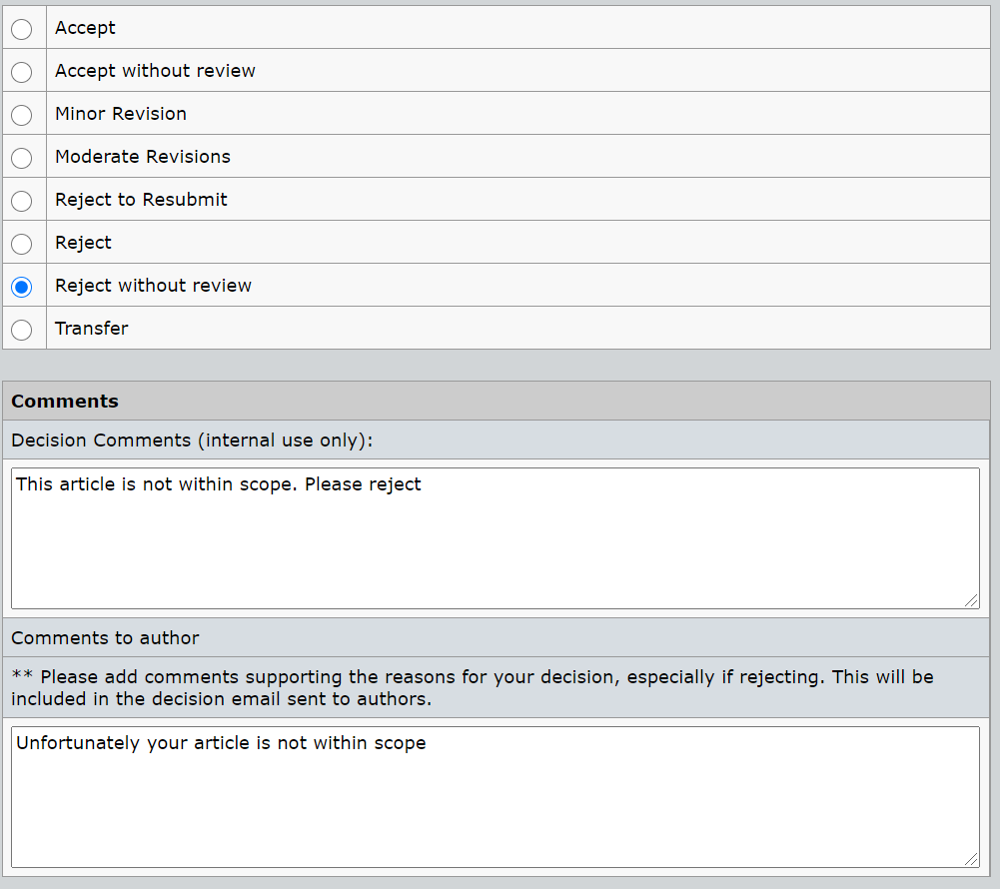 Accept
Accept without review
Minor Revision
Moderate Revisions
Reject to Resubmit
Reject
Reject without review
Transfer
Comments
Decision Comments (internal use only):
This article is not within scope. Please reject
Comments to author
** Please add comments supporting the reasons for your decision, especially if rejecting. This will be
included in the decision email sent to authors.
Unfortunately your article is not within scope